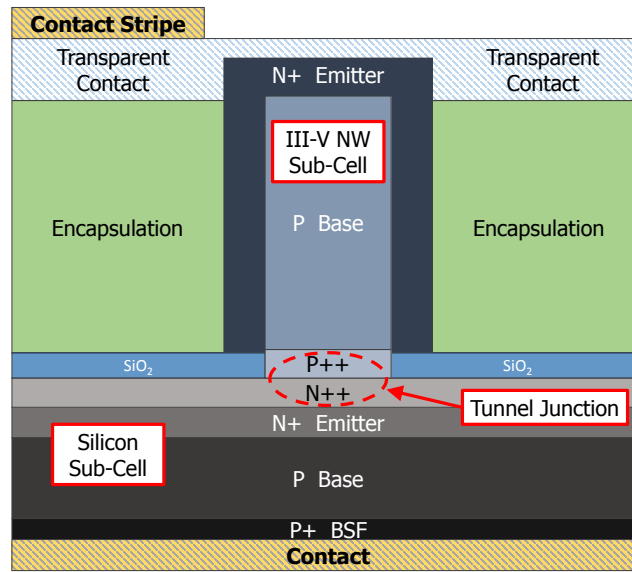 Contact Stripe
Transparent
Contact
N+ Emitter
Transparent
Contact
III-V NW
Sub-Cell
Encapsulation
P Base
Encapsulation
SiO₂
P++
SiO₂
N++
Tunnel Junction
N+ Emitter
Silicon
Sub-Cell
P Base
P+ BSF
Contact